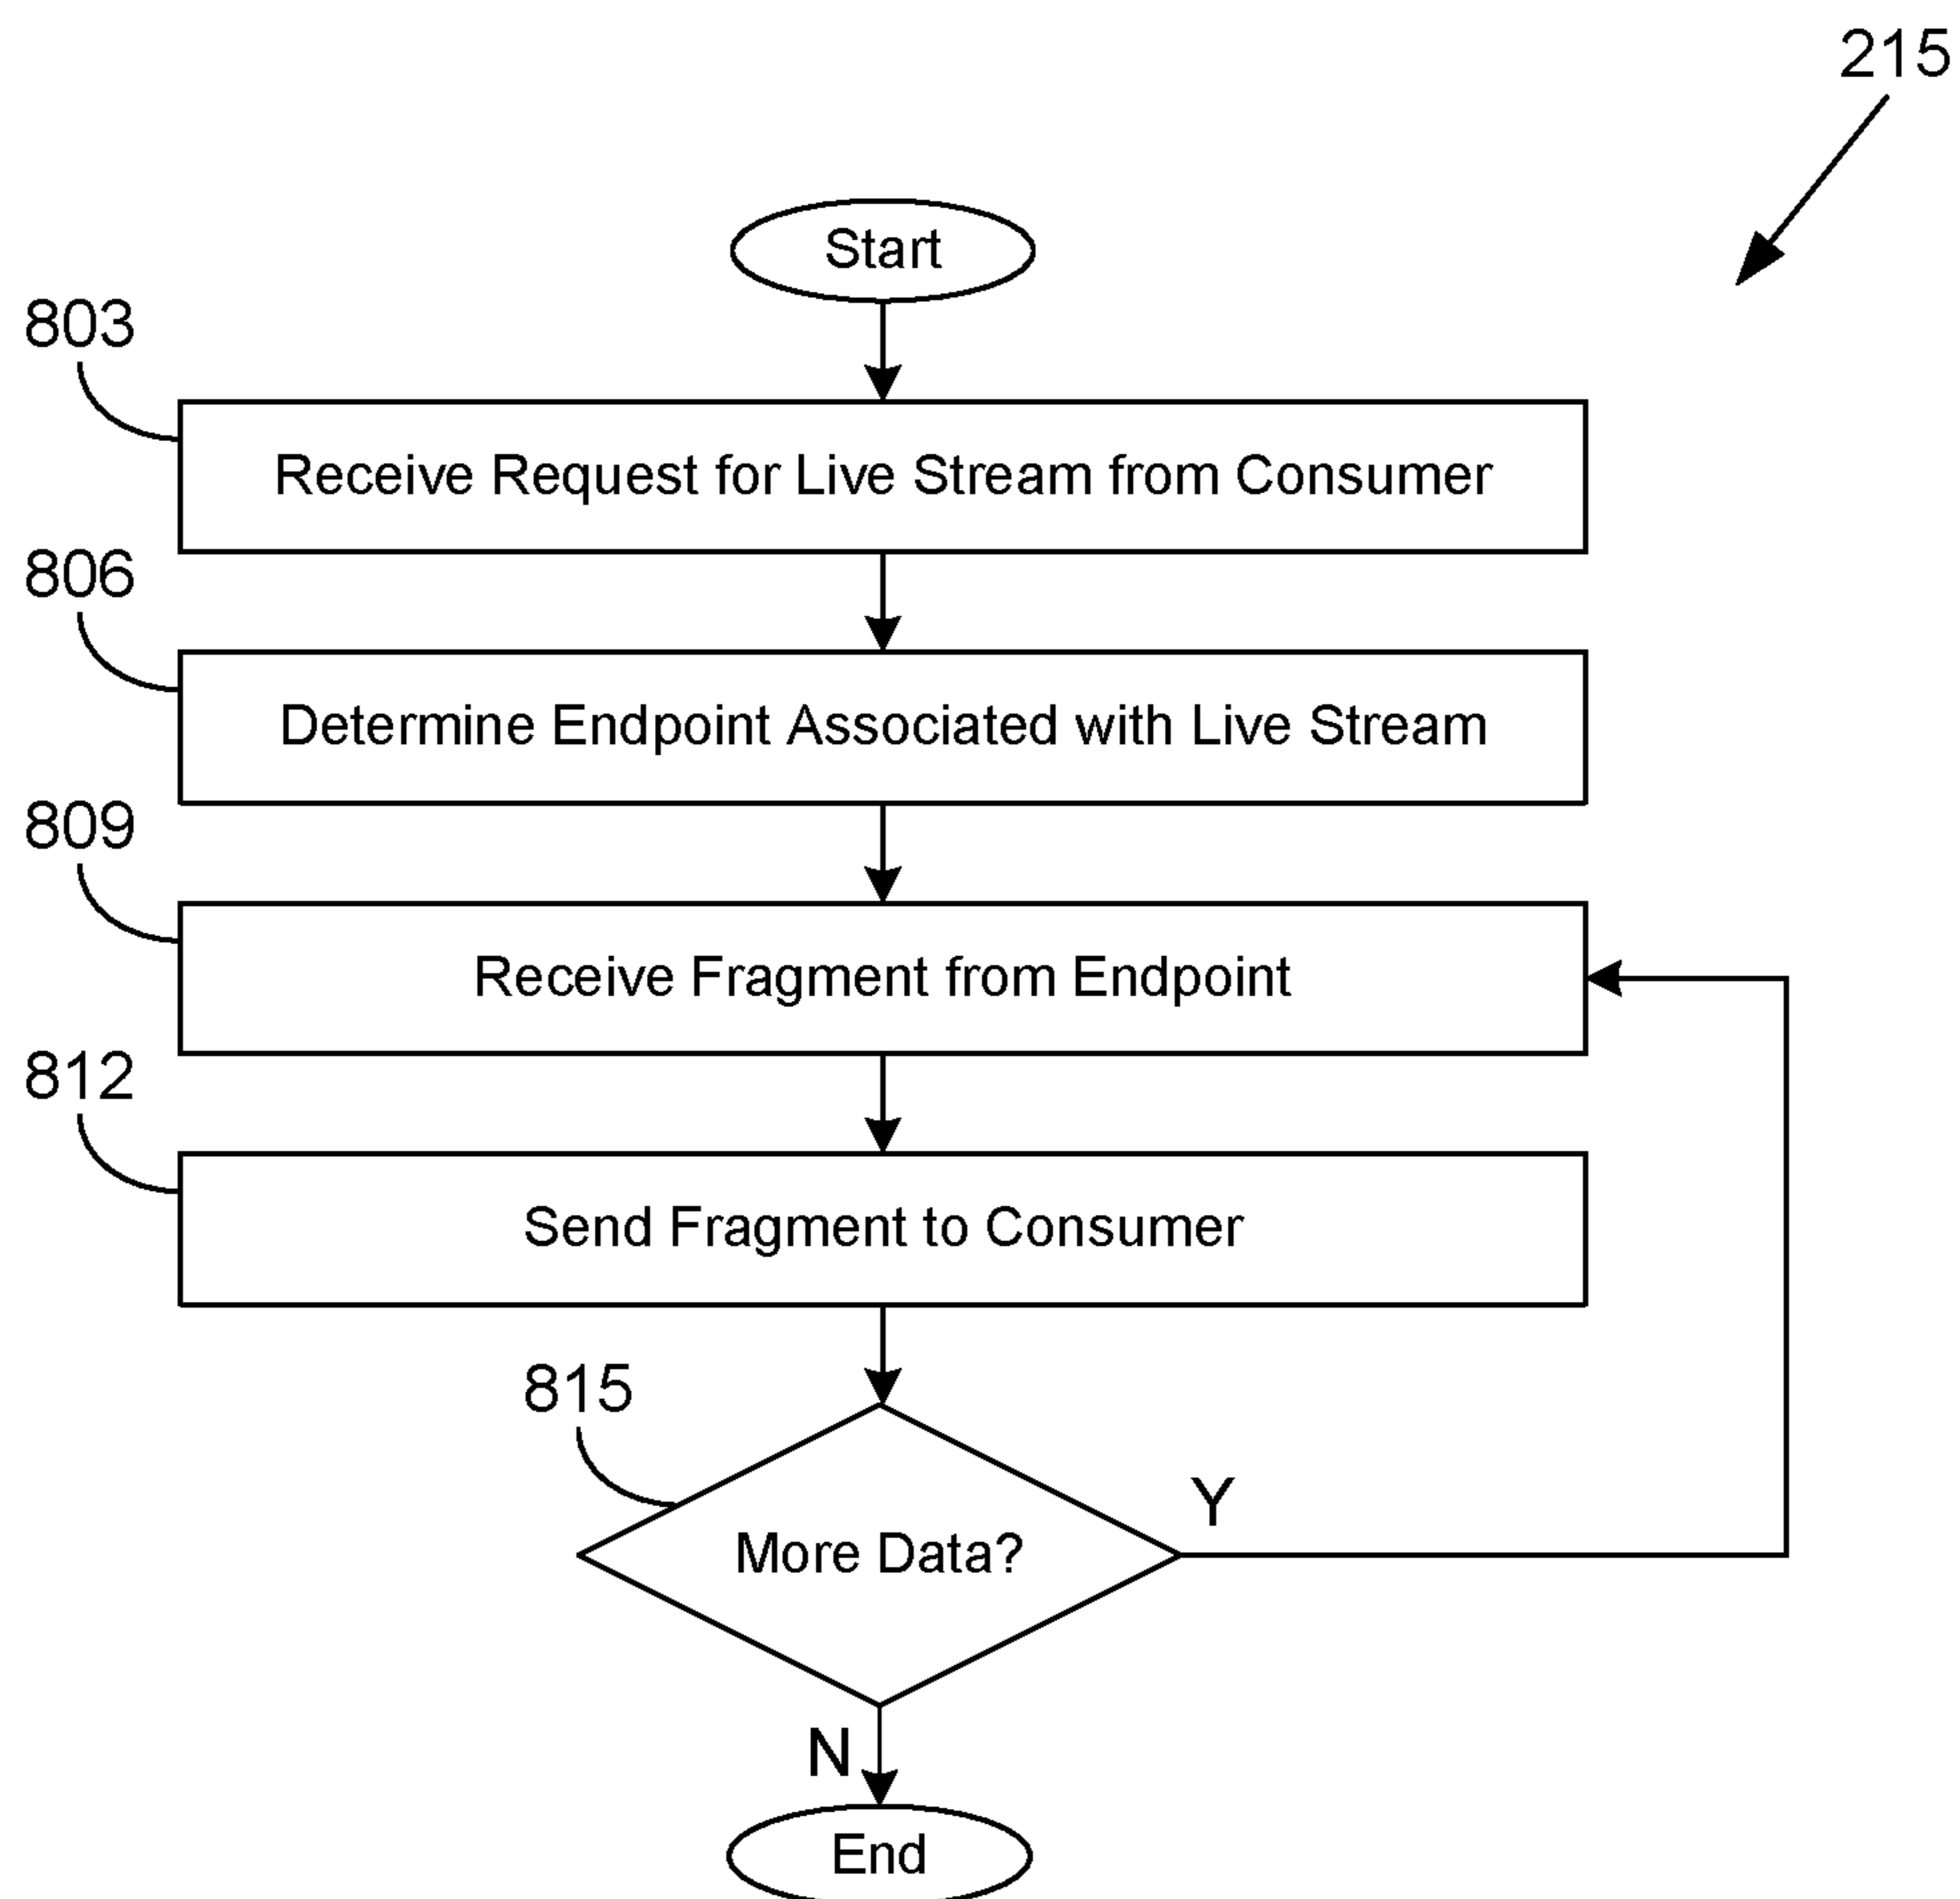 215
Start
803
Receive Request for Live Stream from Consumer
806
Determine Endpoint Associated with Live Stream
809
Receive Fragment from Endpoint
812
Send Fragment to Consumer
815
Y
More Data?
N
End